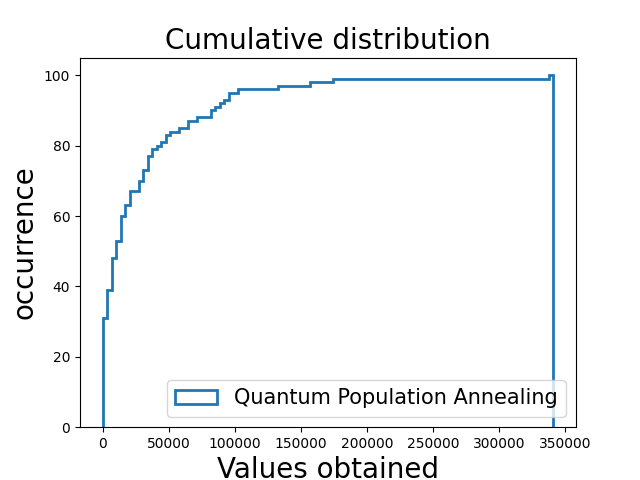 Cumulative distribution
occurrence
100
80
60
40
20
0
Quantum Population Annealing
0 50000 100000 150000 200000 250000 300000 350000
Values obtained